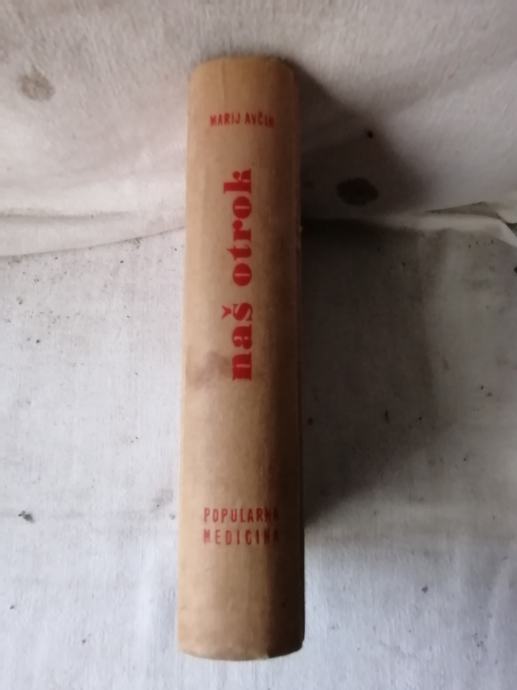 MARIJ AVČIN
naš otrok
POPULARNA
MEDICINA